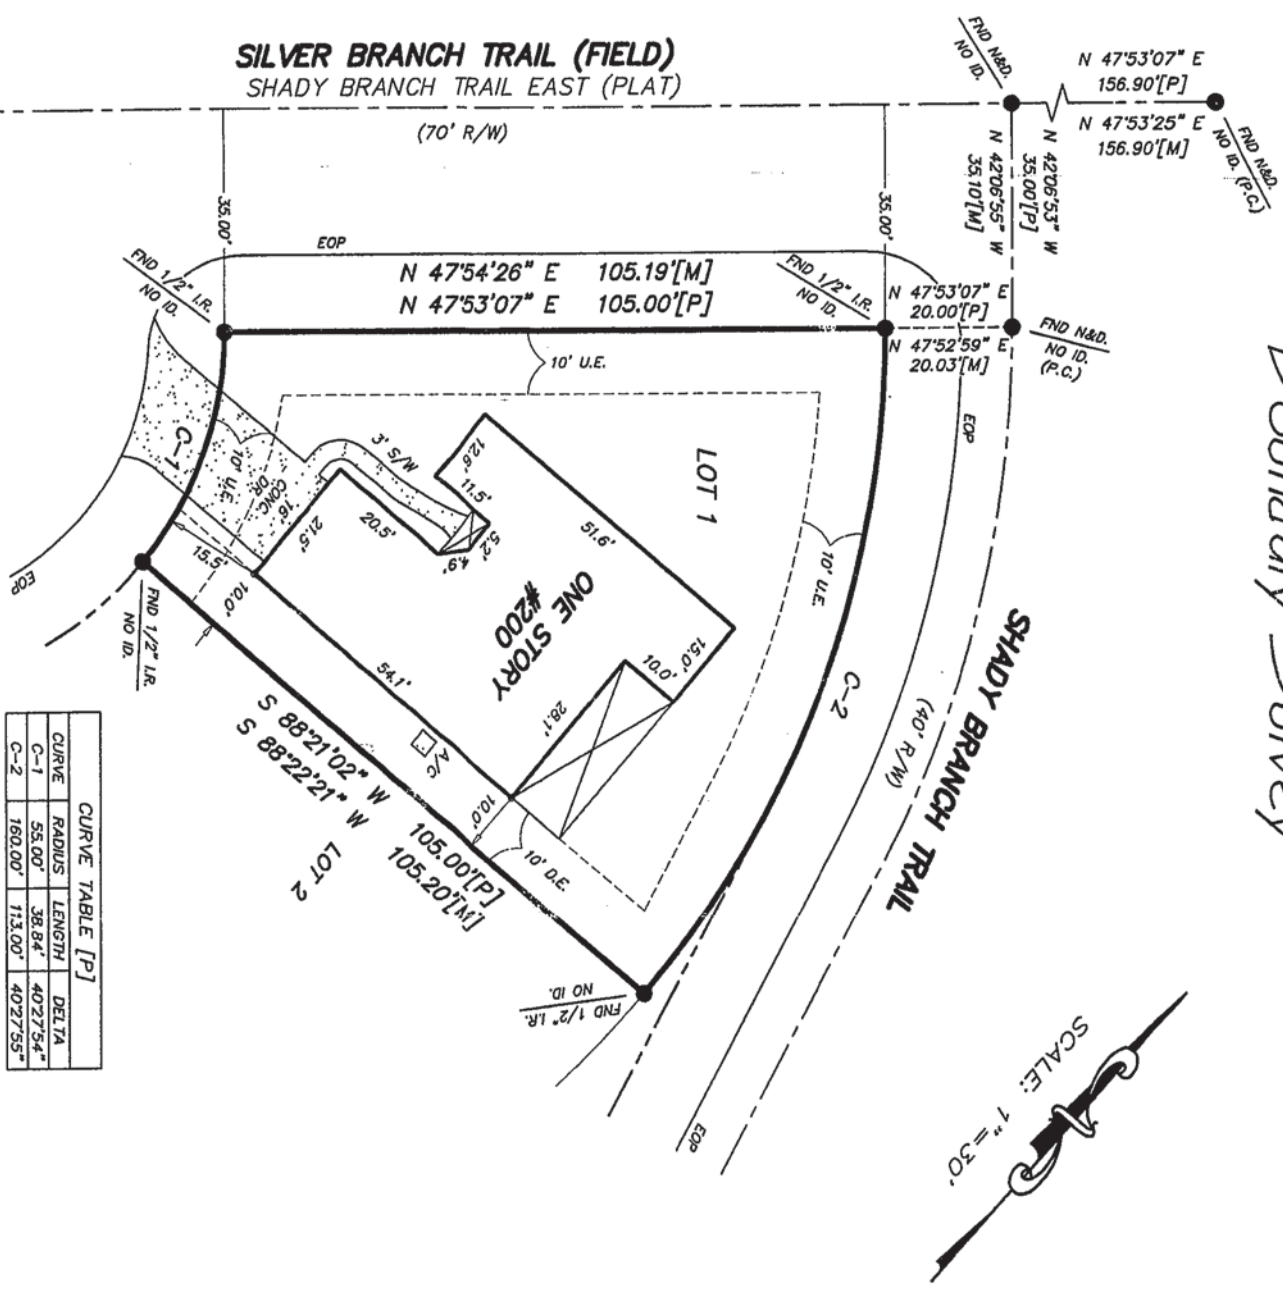 SILVER BRANCH TRAIL (FIELD)
SHADY BRANCH TRAIL EAST (PLAT)
(70' R/W)
FND N&D.
NO ID.
N 47°53'07" E
156.90'[P]
N 47°53'25" E
156.90'[M]
FND N&D.
NO ID. (P.C.)
N 42°06'53" W
35.00'[P]
N 42°06'55" W
35.10'[M]
35.00'
35.00'
EOP
FND 1/2" I.R.
NO ID.
N 47°54'26" E 105.19'[M]
N 47°53'07" E 105.00'[P]
FND 1/2" I.R.
NO ID.
N 47°53'07" E
20.00'[P]
N 47°52'59" E
20.03'[M]
FND N&D.
NO ID.
(P.C.)
10' U.E.
EOP
LOT 1
3' S/W
12.6'
11.5'
5.2'
4.9'
20.5'
51.6'
C-1
10' U.E.
16'
CONC.
DR.
21.5'
10' U.E.
ONE STORY
#200
15.0'
10.0'
28.1'
54.1'
15.5'
10.0'
EOP
FND 1/2" I.R.
NO ID.
C-2
SHADY BRANCH TRAIL
(40' R/W)
A/C
S 88°21'02" W 105.00'[P]
S 88°22'21" W 105.20'[M]
10.0'
10' D.E.
LOT 2
FND 1/2" I.R.
NO ID.
EOP
SCALE: 1"=30'
CURVE TABLE [P]
CURVE RADIUS LENGTH DELTA
C-1 55.00' 38.84' 40°27'54"
C-2 160.00' 113.00' 40°27'55"